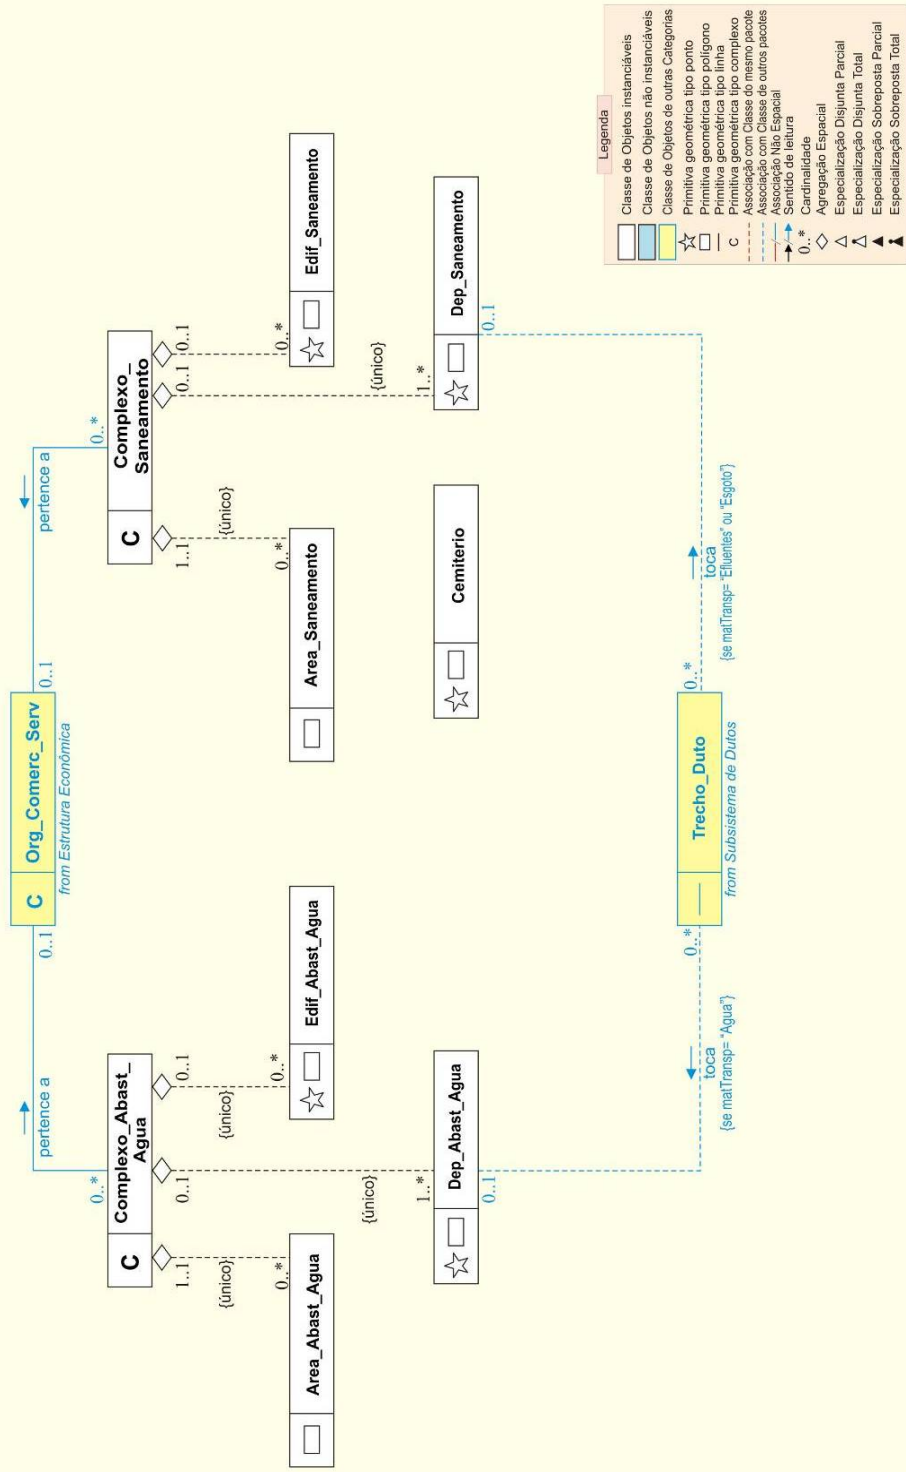 C
Org_Comerc_Serv
from Estrutura Econômica
0..1
0..1
pertence a
pertence a
0..*
0..*
C
Complexo_Abast_
Agua
C
Complexo_
Saneamento
1..1
0..1
0..1
1..1
0..1
0..1
{único}
{único}
{único}
0..*
0..*
0..*
0..*
Area_Abast_Agua
Edif_Abast_Agua
Area_Saneamento
Edif_Saneamento
{único}
{único}
1..*
1..*
Dep_Abast_Agua
Cemiterio
Dep_Saneamento
0..1
0..1
0..*
0..*
Trecho_Duto
from Subsistema de Dutos
toca
{se matTransp= "Agua"}
toca
{se matTransp= "Efluentes" ou "Esgoto"}
Legenda
Classe de Objetos instanciáveis
Classe de Objetos não instanciáveis
Classe de Objetos de outras Categorias
Primitiva geométrica tipo ponto
Primitiva geométrica tipo polígono
Primitiva geométrica tipo linha
C Primitiva geométrica tipo complexo
Associação com Classe do mesmo pacote
Associação com Classe de outros pacotes
Associação Não Espacial
Sentido de leitura
0..* Cardinalidade
Agregação Espacial
Especialização Disjunta Parcial
Especialização Disjunta Total
Especialização Sobreposta Parcial
Especialização Sobreposta Total